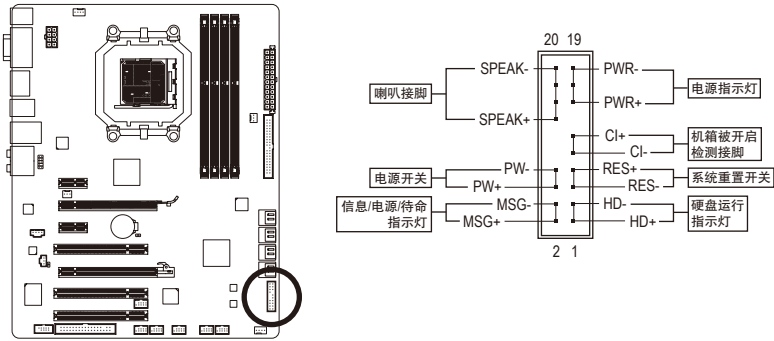 20 19
SPEAK-
PWR-
喇叭接脚
电源指示灯
PWR+
SPEAK+
CI+
机箱被开启
检测接脚
CI-
PW-
RES+
电源开关
系统重置开关
PW+
RES-
信息/电源/待命
指示灯
MSG-
HD-
硬盘运行
指示灯
MSG+
HD+
2 1